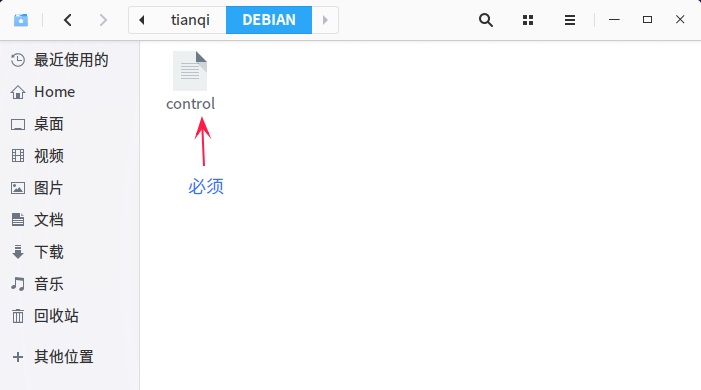 tianqi
DEBIAN
最近使用的
Home
桌面
视频
图片
文档
下载
音乐
回收站
其他位置
control
必须